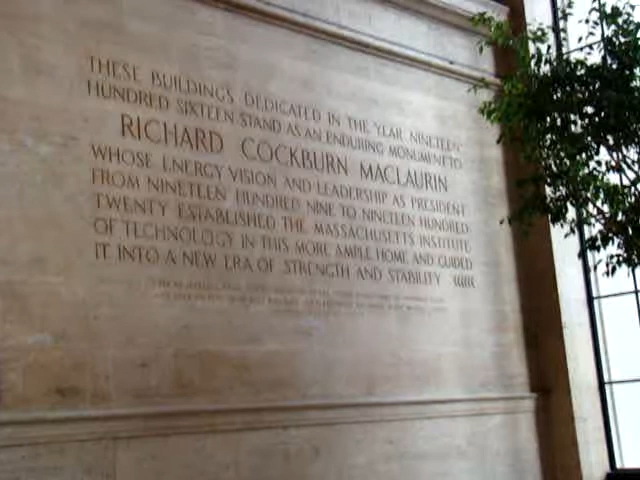 THESE BUILDINGS DEDICATED IN THE YEAR NINETEEN
HUNDRED SIXTEEN STAND AS AN ENDURING MONUMENT TO
RICHARD COCKBURN MACLAURIN
WHOSE ENERGY VISION AND LEADERSHIP AS PRESIDENT
FROM NINETEEN HUNDRED NINE TO NINETEEN HUNDRED
TWENTY ESTABLISHED THE MASSACHUSETTS INSTITUTE
OF TECHNOLOGY IN THIS MORE AMPLE HOME AND GUIDED
IT INTO A NEW ERA OF STRENGTH AND STABILITY